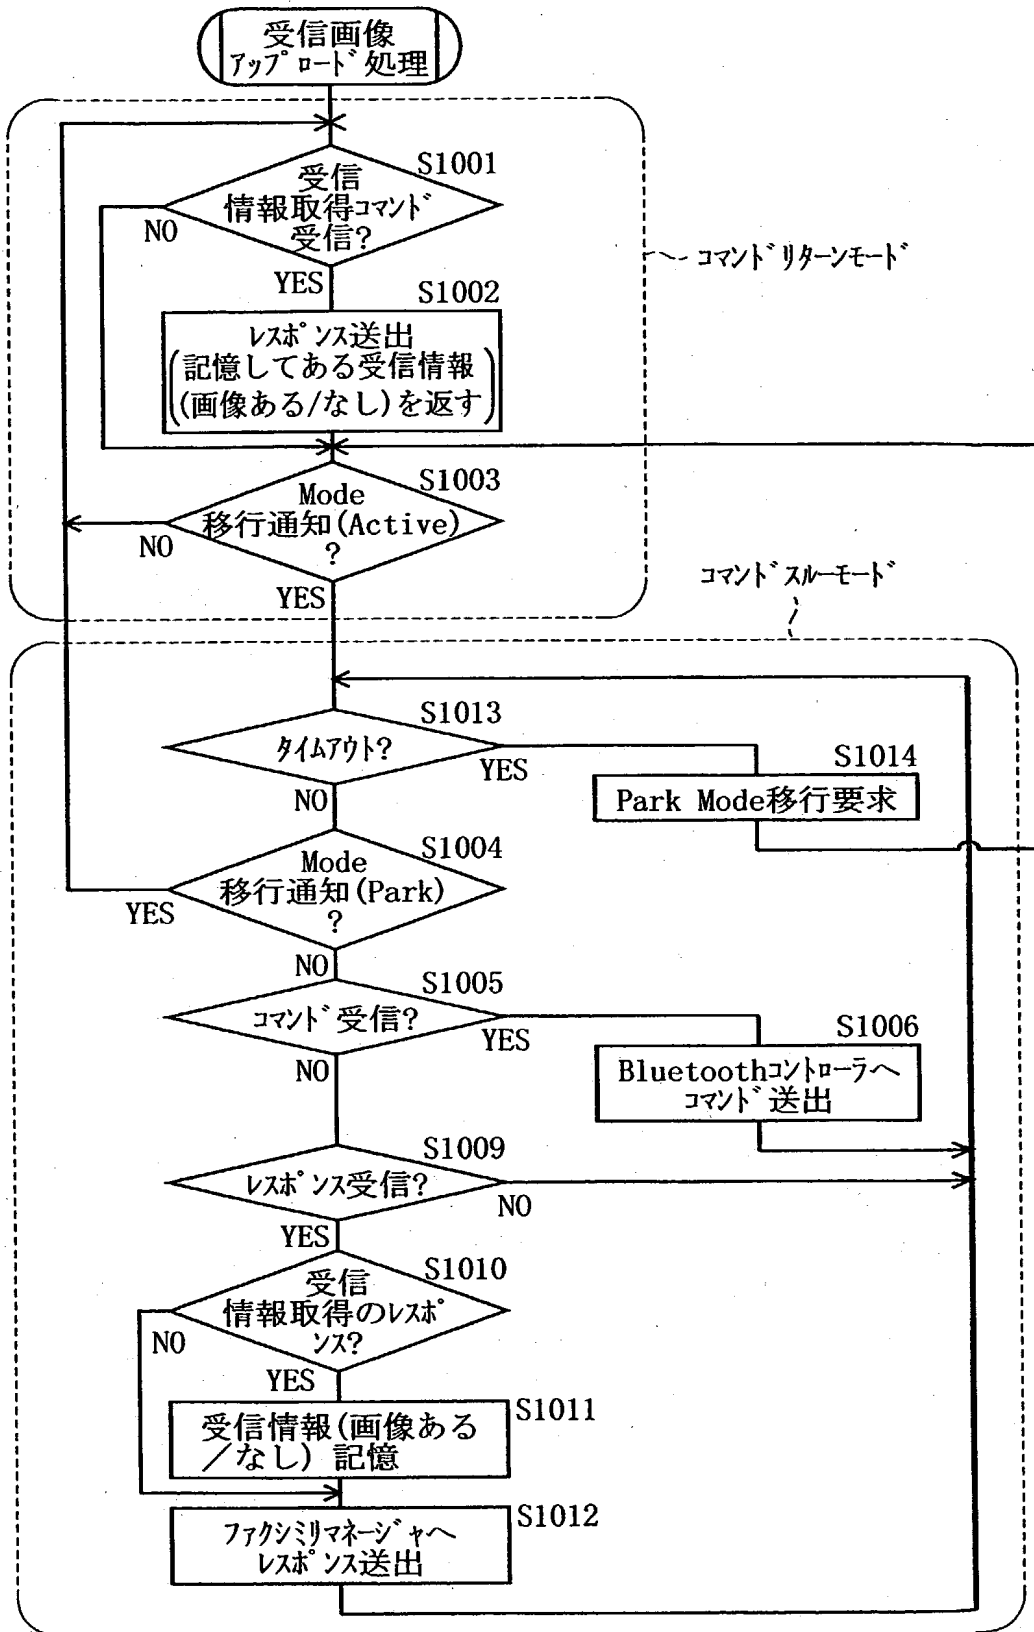 受信画像
アップロード処理
S1001
受信
情報取得コマンド
受信?
NO
YES
コマンドリターンモード
S1002
レスポンス送出
(記憶してある受信情報
(画像ある/なし)を返す)
S1003
Mode
移行通知(Active)
?
NO
YES
コマンドスルーモード
S1013
タイムアウト?
YES
NO
S1014
Park Mode移行要求
S1004
Mode
移行通知(Park)
?
YES
NO
S1005
コマンド受信?
YES
NO
S1006
Bluetoothコントローラへ
コマンド送出
S1009
レスポンス受信?
NO
YES
S1010
受信
情報取得のレスポ
ンス?
NO
YES
S1011
受信情報(画像ある
/なし)記憶
S1012
ファクシミリマネージャへ
レスポンス送出